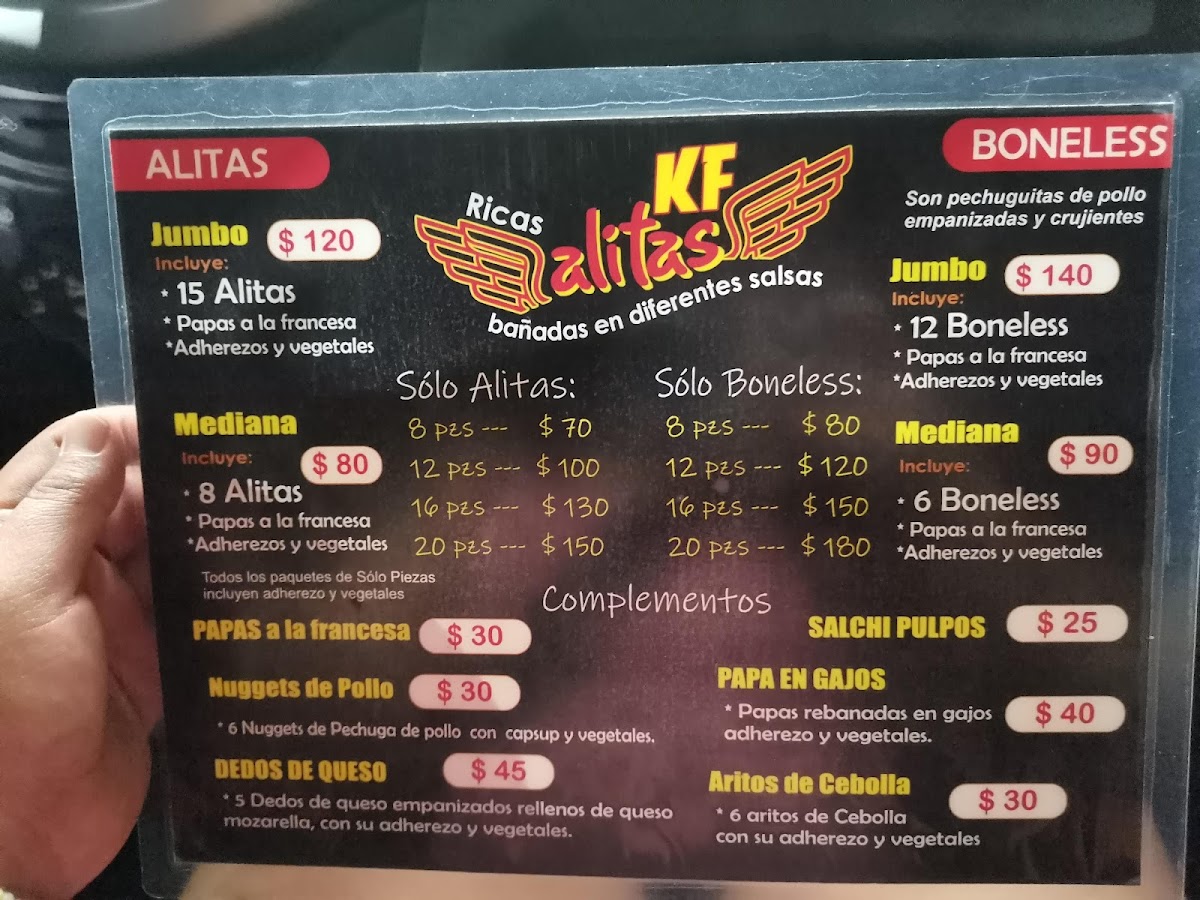 ALITAS
Jumbo $ 120
Incluye:
* 15 Alitas
* Papas a la francesa
*Adherezos y vegetales
Mediana
Incluye: $ 80
* 8 Alitas
* Papas a la francesa
*Adherezos y vegetales
Ricas
KF
alitas
bañadas en diferentes salsas
Sólo Alitas:
8 pzs --- $ 70
12 pzs --- $ 100
16 pzs --- $ 130
20 pzs --- $ 150
Sólo Boneless:
8 pzs --- $ 80
12 pzs --- $ 120
16 pzs --- $ 150
20 pzs --- $ 180
BONELESS
Son pechuguitas de pollo
empanizadas y crujientes
Jumbo $ 140
Incluye:
* 12 Boneless
* Papas a la francesa
*Adherezos y vegetales
Mediana
Incluye: $ 90
* 6 Boneless
* Papas a la francesa
*Adherezos y vegetales
Todos los paquetes de Sólo Piezas
incluyen adherezo y vegetales
Complementos
PAPAS a la francesa $ 30
Nuggets de Pollo $ 30
* 6 Nuggets de Pechuga de pollo con capsup y vegetales.
DEDOS DE QUESO $ 45
* 5 Dedos de queso empanizados rellenos de queso
mozarella, con su adherezo y vegetales.
SALCHI PULPOS $ 25
PAPA EN GAJOS
* Papas rebanadas en gajos $ 40
adherezo y vegetales.
Aritos de Cebolla $ 30
* 6 aritos de Cebolla
con su adherezo y vegetales